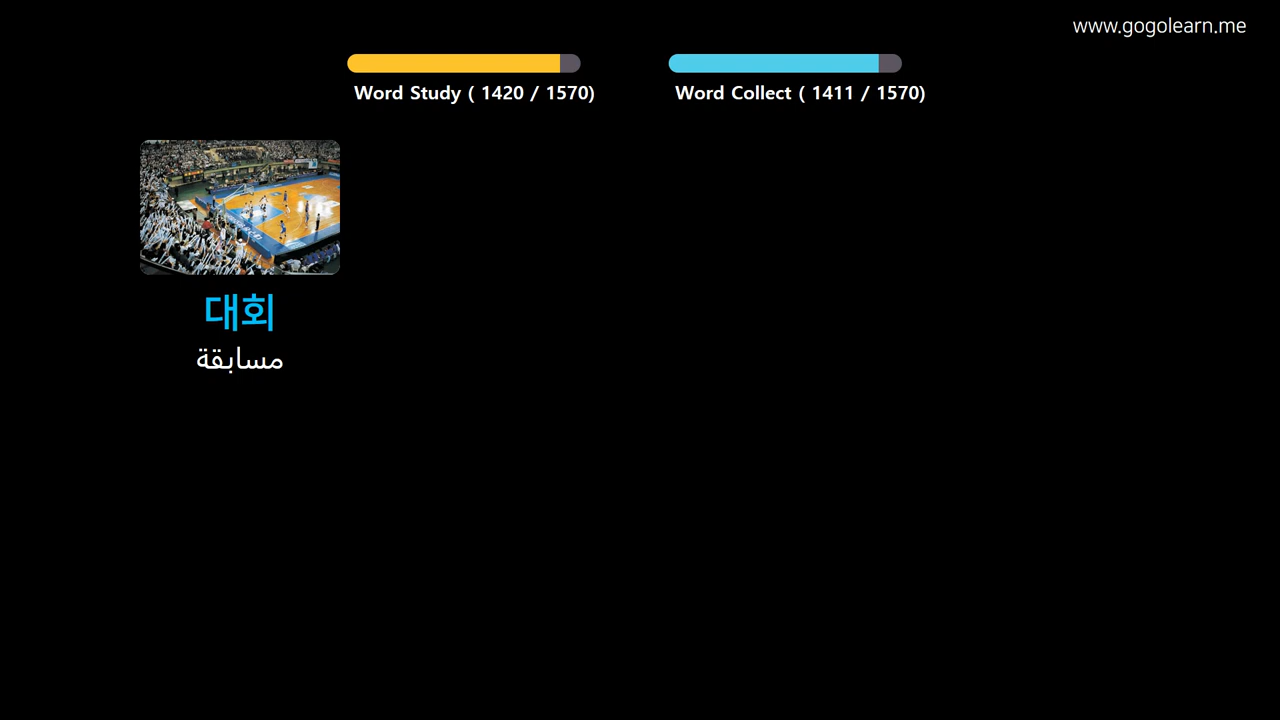 www.gogolearn.me
Word Study ( 1420 / 1570)
Word Collect ( 1411 / 1570)
대회
مسابقة